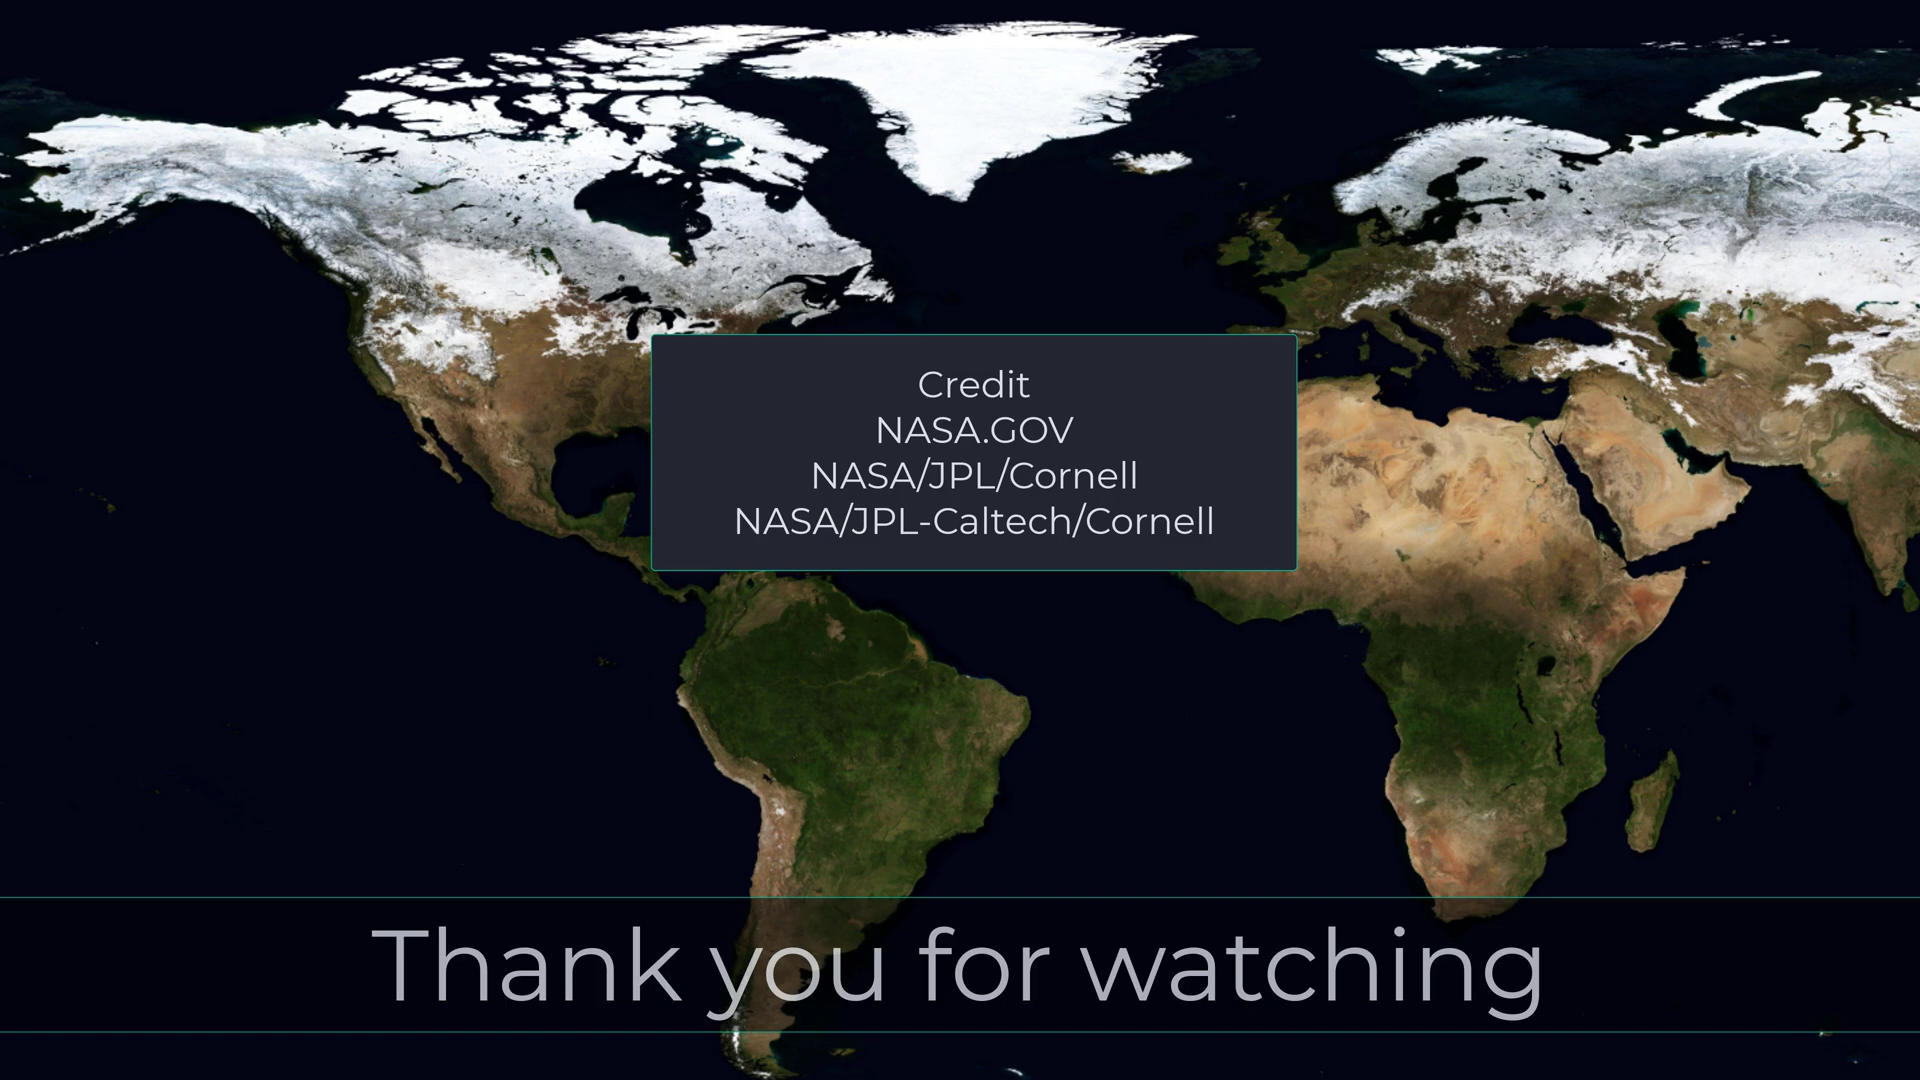 Credit
NASA.GOV
NASA/JPL/Cornell
NASA/JPL-Caltech/Cornell
Thank you for watching